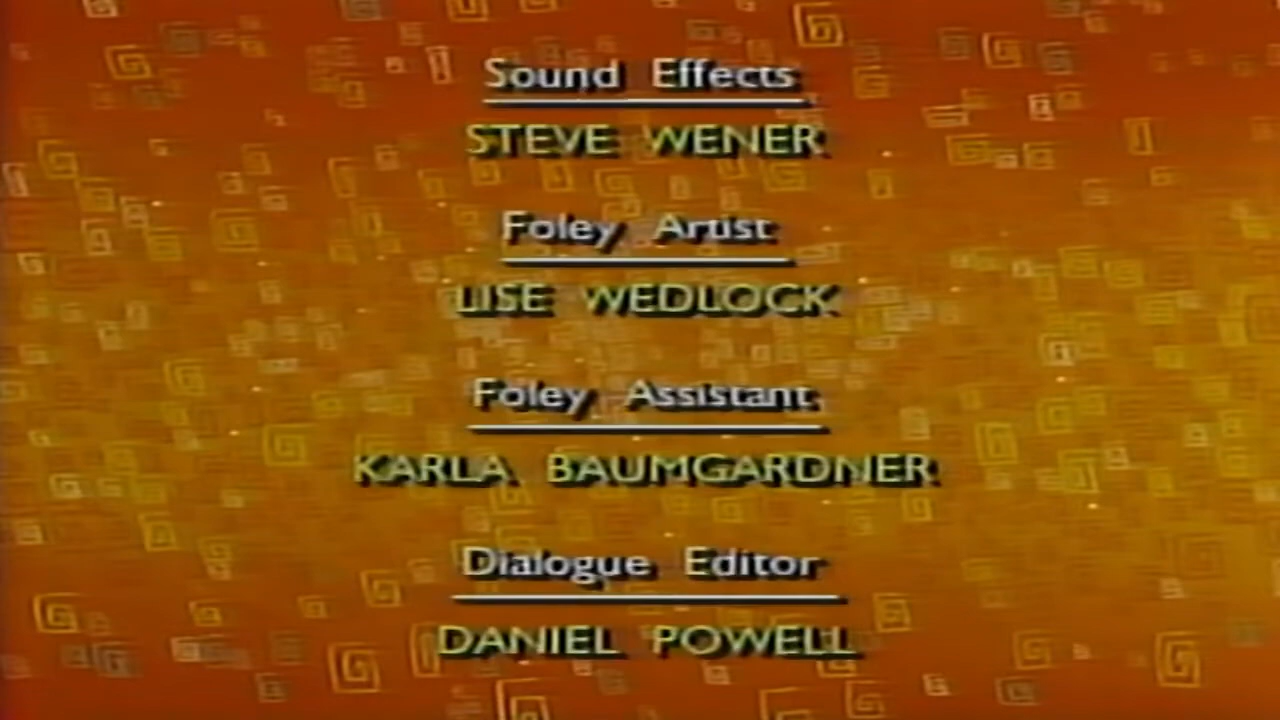 Sound Effects
STEVE WENER
Foley Artist
LISE WEDLOCK
Foley Assistant
KARLA BAUMGARDNER
Dialogue Editor
DANIEL POWELL